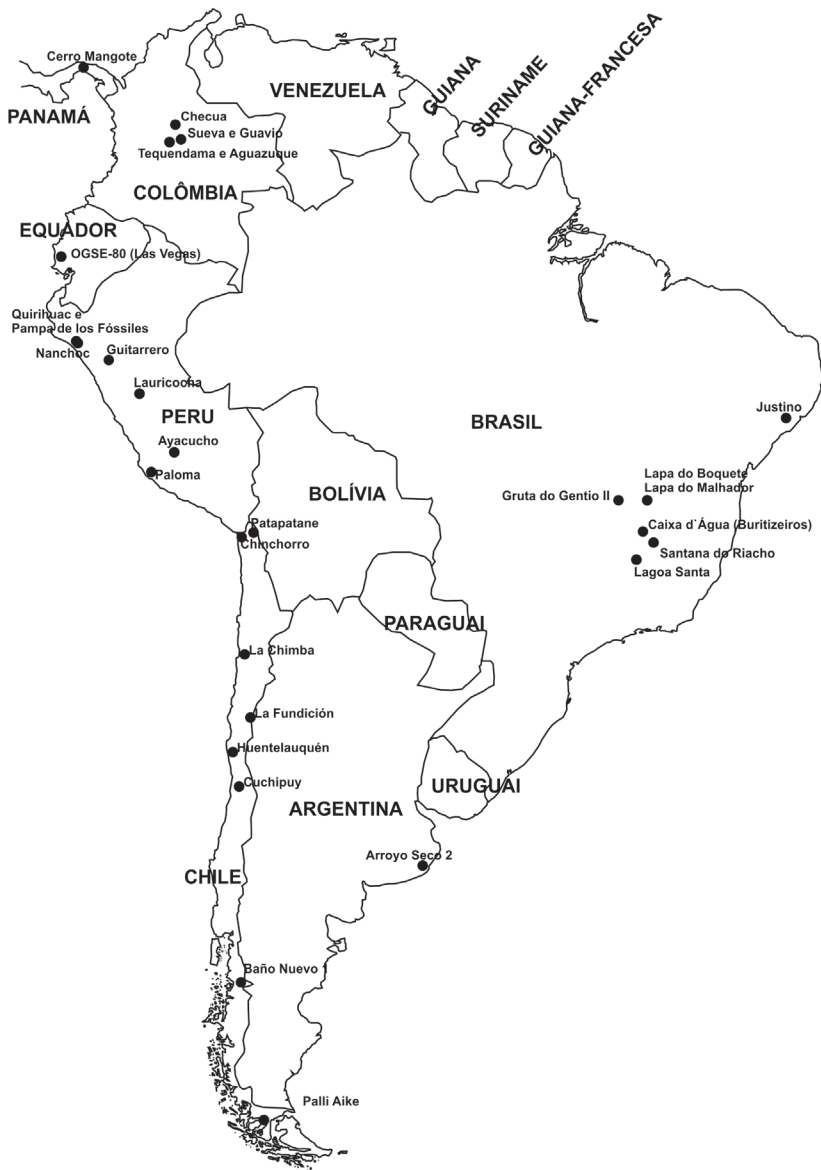 Cerro Mangote
PANAMÁ
VENEZUELA
GUIANA
SURINAME
GUIANA-FRANCESA
Checua
Sueva e Guavio
Tequendama e Aguazuque
COLÔMBIA
EQUADOR
OGSE-80 (Las Vegas)
Quirihuac e
Pampa de los Fóssiles
Nanchoc
Guitarrero
Lauricocha
PERU
Ayacucho
Paloma
BRASIL
Justino
Lapa do Boquete
Lapa do Malhador
Gruta do Gentio II
Caixa d`Água (Buritizeiros)
Santana do Riacho
Lagoa Santa
BOLÍVIA
Patapatane
Chinchorro
PARAGUAI
La Chimba
La Fundición
Huentelauquén
Cuchipuy
URUGUAI
ARGENTINA
Arroyo Seco 2
CHILE
Baño Nuevo 1
Palli Aike